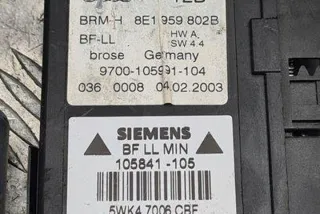 BRM-H 8E1 959 802B
BF-LL HW A,
SW 4.4
brose Germany
9700-105991-104
036 0008 04.02.2003
SIEMENS
BF LL MIN
105841-105
5WK4 7006 CBF